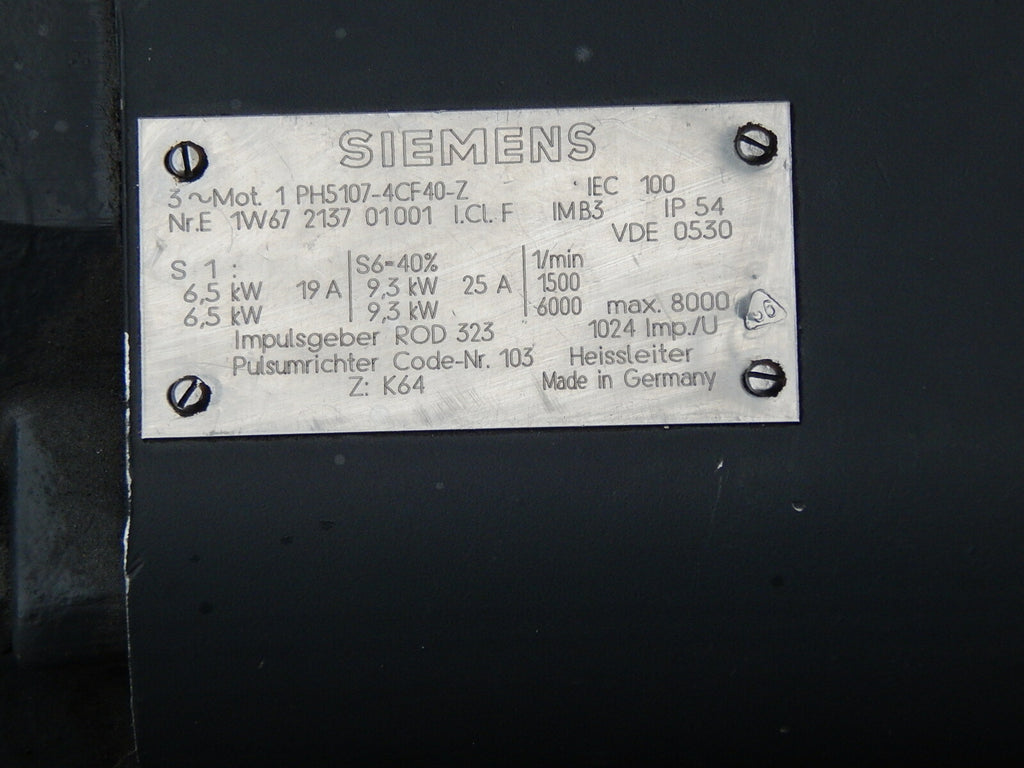 SIEMENS
3~Mot. 1 PH5107-4CF40-Z IEC 100
Nr.E 1W67 2137 01001 I.Cl. F IMB3 IP 54
VDE 0530
S 1 : S6-40% 1/min
6,5 kW 19 A 9,3 kW 25 A 1500
6,5 kW 9,3 kW 6000 max. 8000
Impulsgeber ROD 323 1024 Imp./U
Pulsumrichter Code-Nr. 103 Heissleiter
Z: K64 Made in Germany